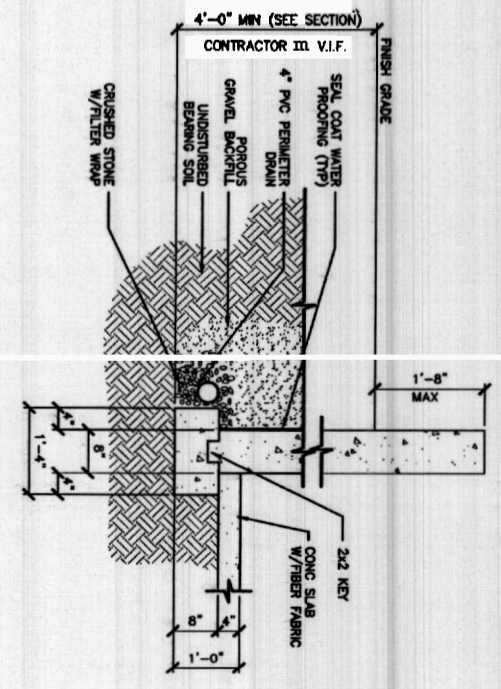 4'-0" MIN (SEE SECTION)
CONTRACTOR m V.I.F.
FINISH GRADE
SEAL COAT WATER
PROOFING (TYP)
4" PVC PERIMETER
DRAIN
POROUS
GRAVEL BACKFILL
UNDISTURBED
BEARING SOIL
CRUSHED STONE
W/FILTER WRAP
1'-8"
MAX
4"
8"
4"
1'-4"
2x2 KEY
CONC SLAB
W/FIBER FABRIC
8"
4"
1'-0"